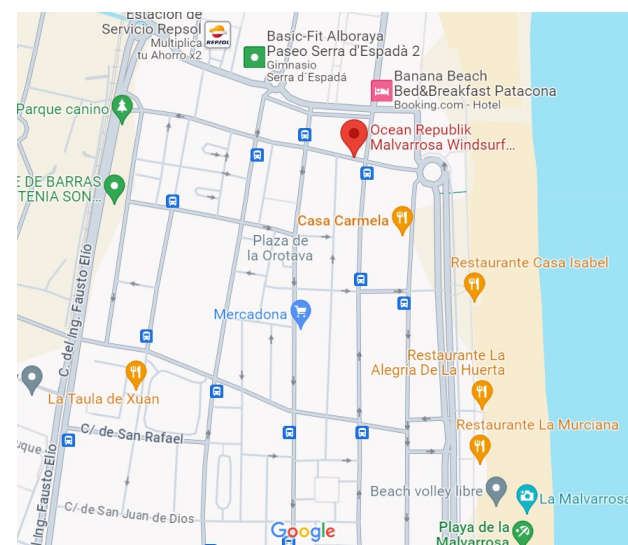 Estación de
Servicio Repsol
Multiplica
tu Ahorro x2
REPSOL
Basic-Fit Alboraya
Paseo Serra d'Espadà 2
Gimnasio
Serra d´Espadá
Banana Beach
Bed&Breakfast Patacona
Booking.com - Hotel
Parque canino
Ocean Republik
Malvarrosa Windsurf...
E DE BARRAS
TENIA SON...
Casa Carmela
Plaza de
la Orotava
Restaurante Casa Isabel
C. del Ing. Fausto Elío
Mercadona
Restaurante La
Alegría De La Huerta
La Taula de Xuan
Restaurante La Murciana
C/ de San Rafael
uque
Ing. Fausto Elío
Beach volley libre
La Malvarrosa
C/ de San Juan de Dios
Google
Playa de la
Malvarrosa